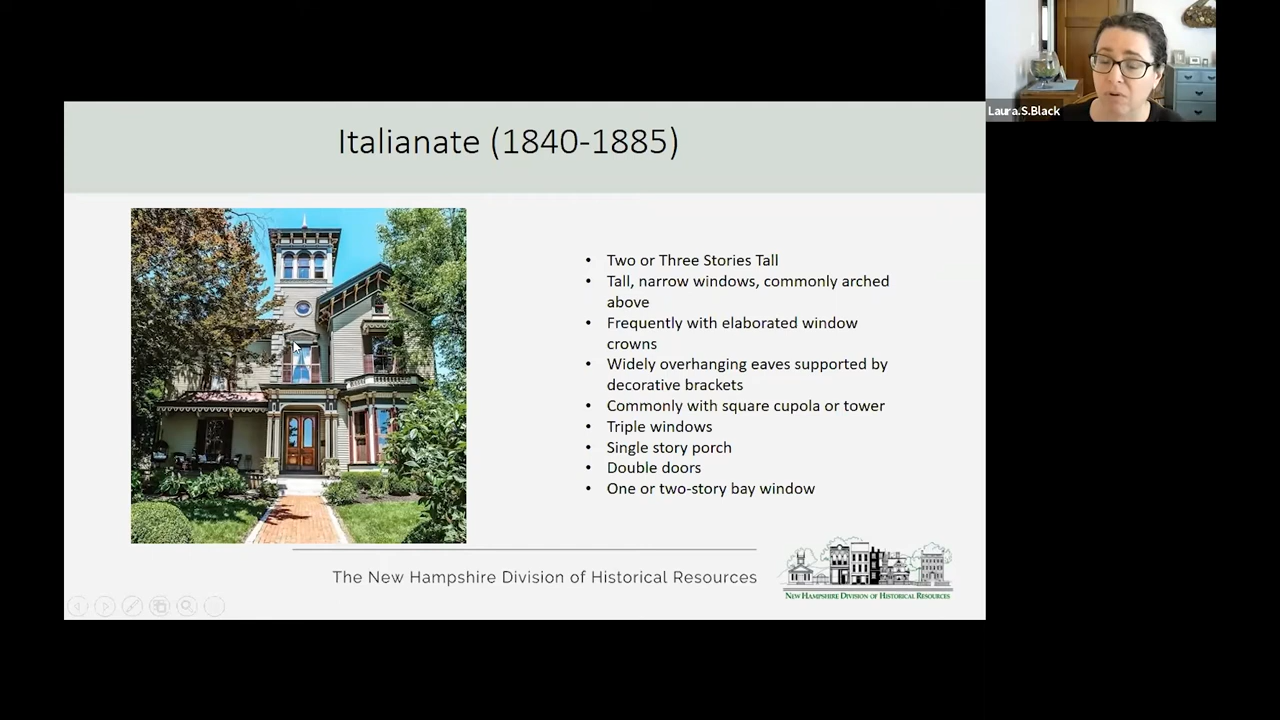 Laura.S.Black
Italianate (1840-1885)
• Two or Three Stories Tall
• Tall, narrow windows, commonly arched
above
• Frequently with elaborated window
crowns
• Widely overhanging eaves supported by
decorative brackets
• Commonly with square cupola or tower
• Triple windows
• Single story porch
• Double doors
• One or two-story bay window
The New Hampshire Division of Historical Resources
New Hampshire Division of Historical Resources